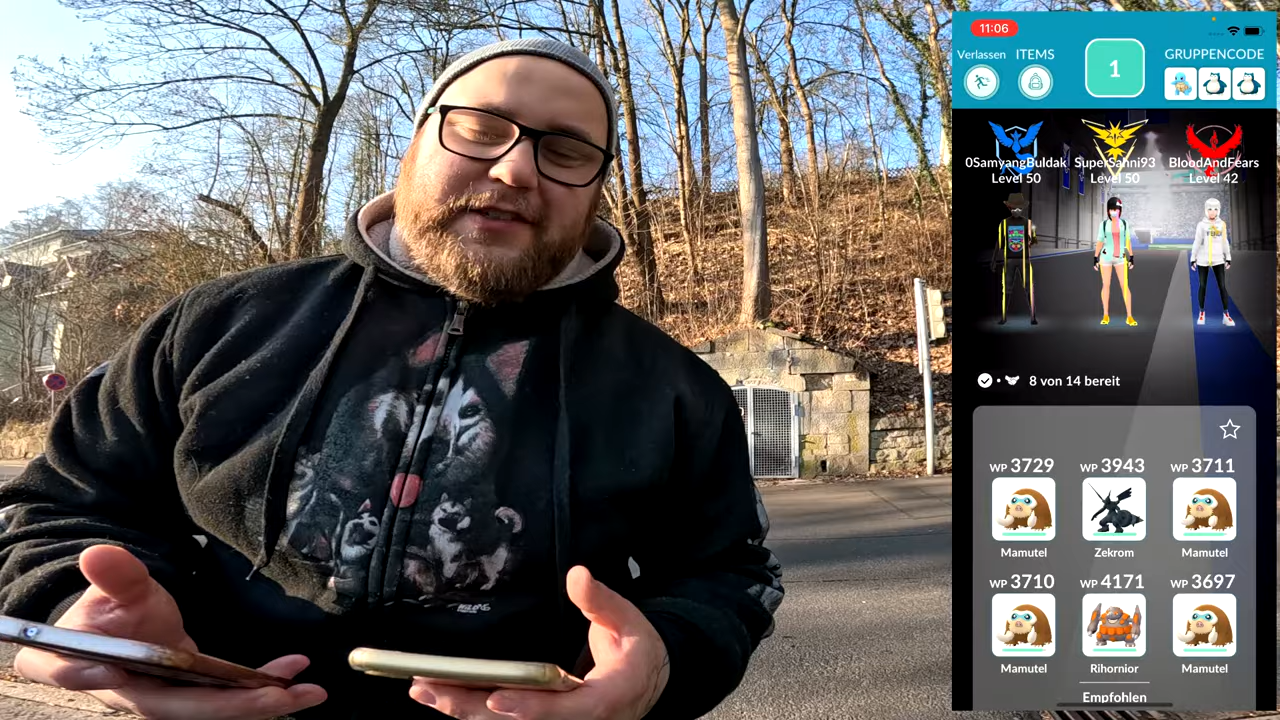 11:06
Verlassen ITEMS 1 GRUPPENCODE
0SamyangBuldak SuperSahni93 BloodAndFears
Level 50 Level 50 Level 42
8 von 14 bereit
WP 3729 WP 3943 WP 3711
Mamutel Zekrom Mamutel
WP 3710 WP 4171 WP 3697
Mamutel Rihornior Mamutel
Empfohlen